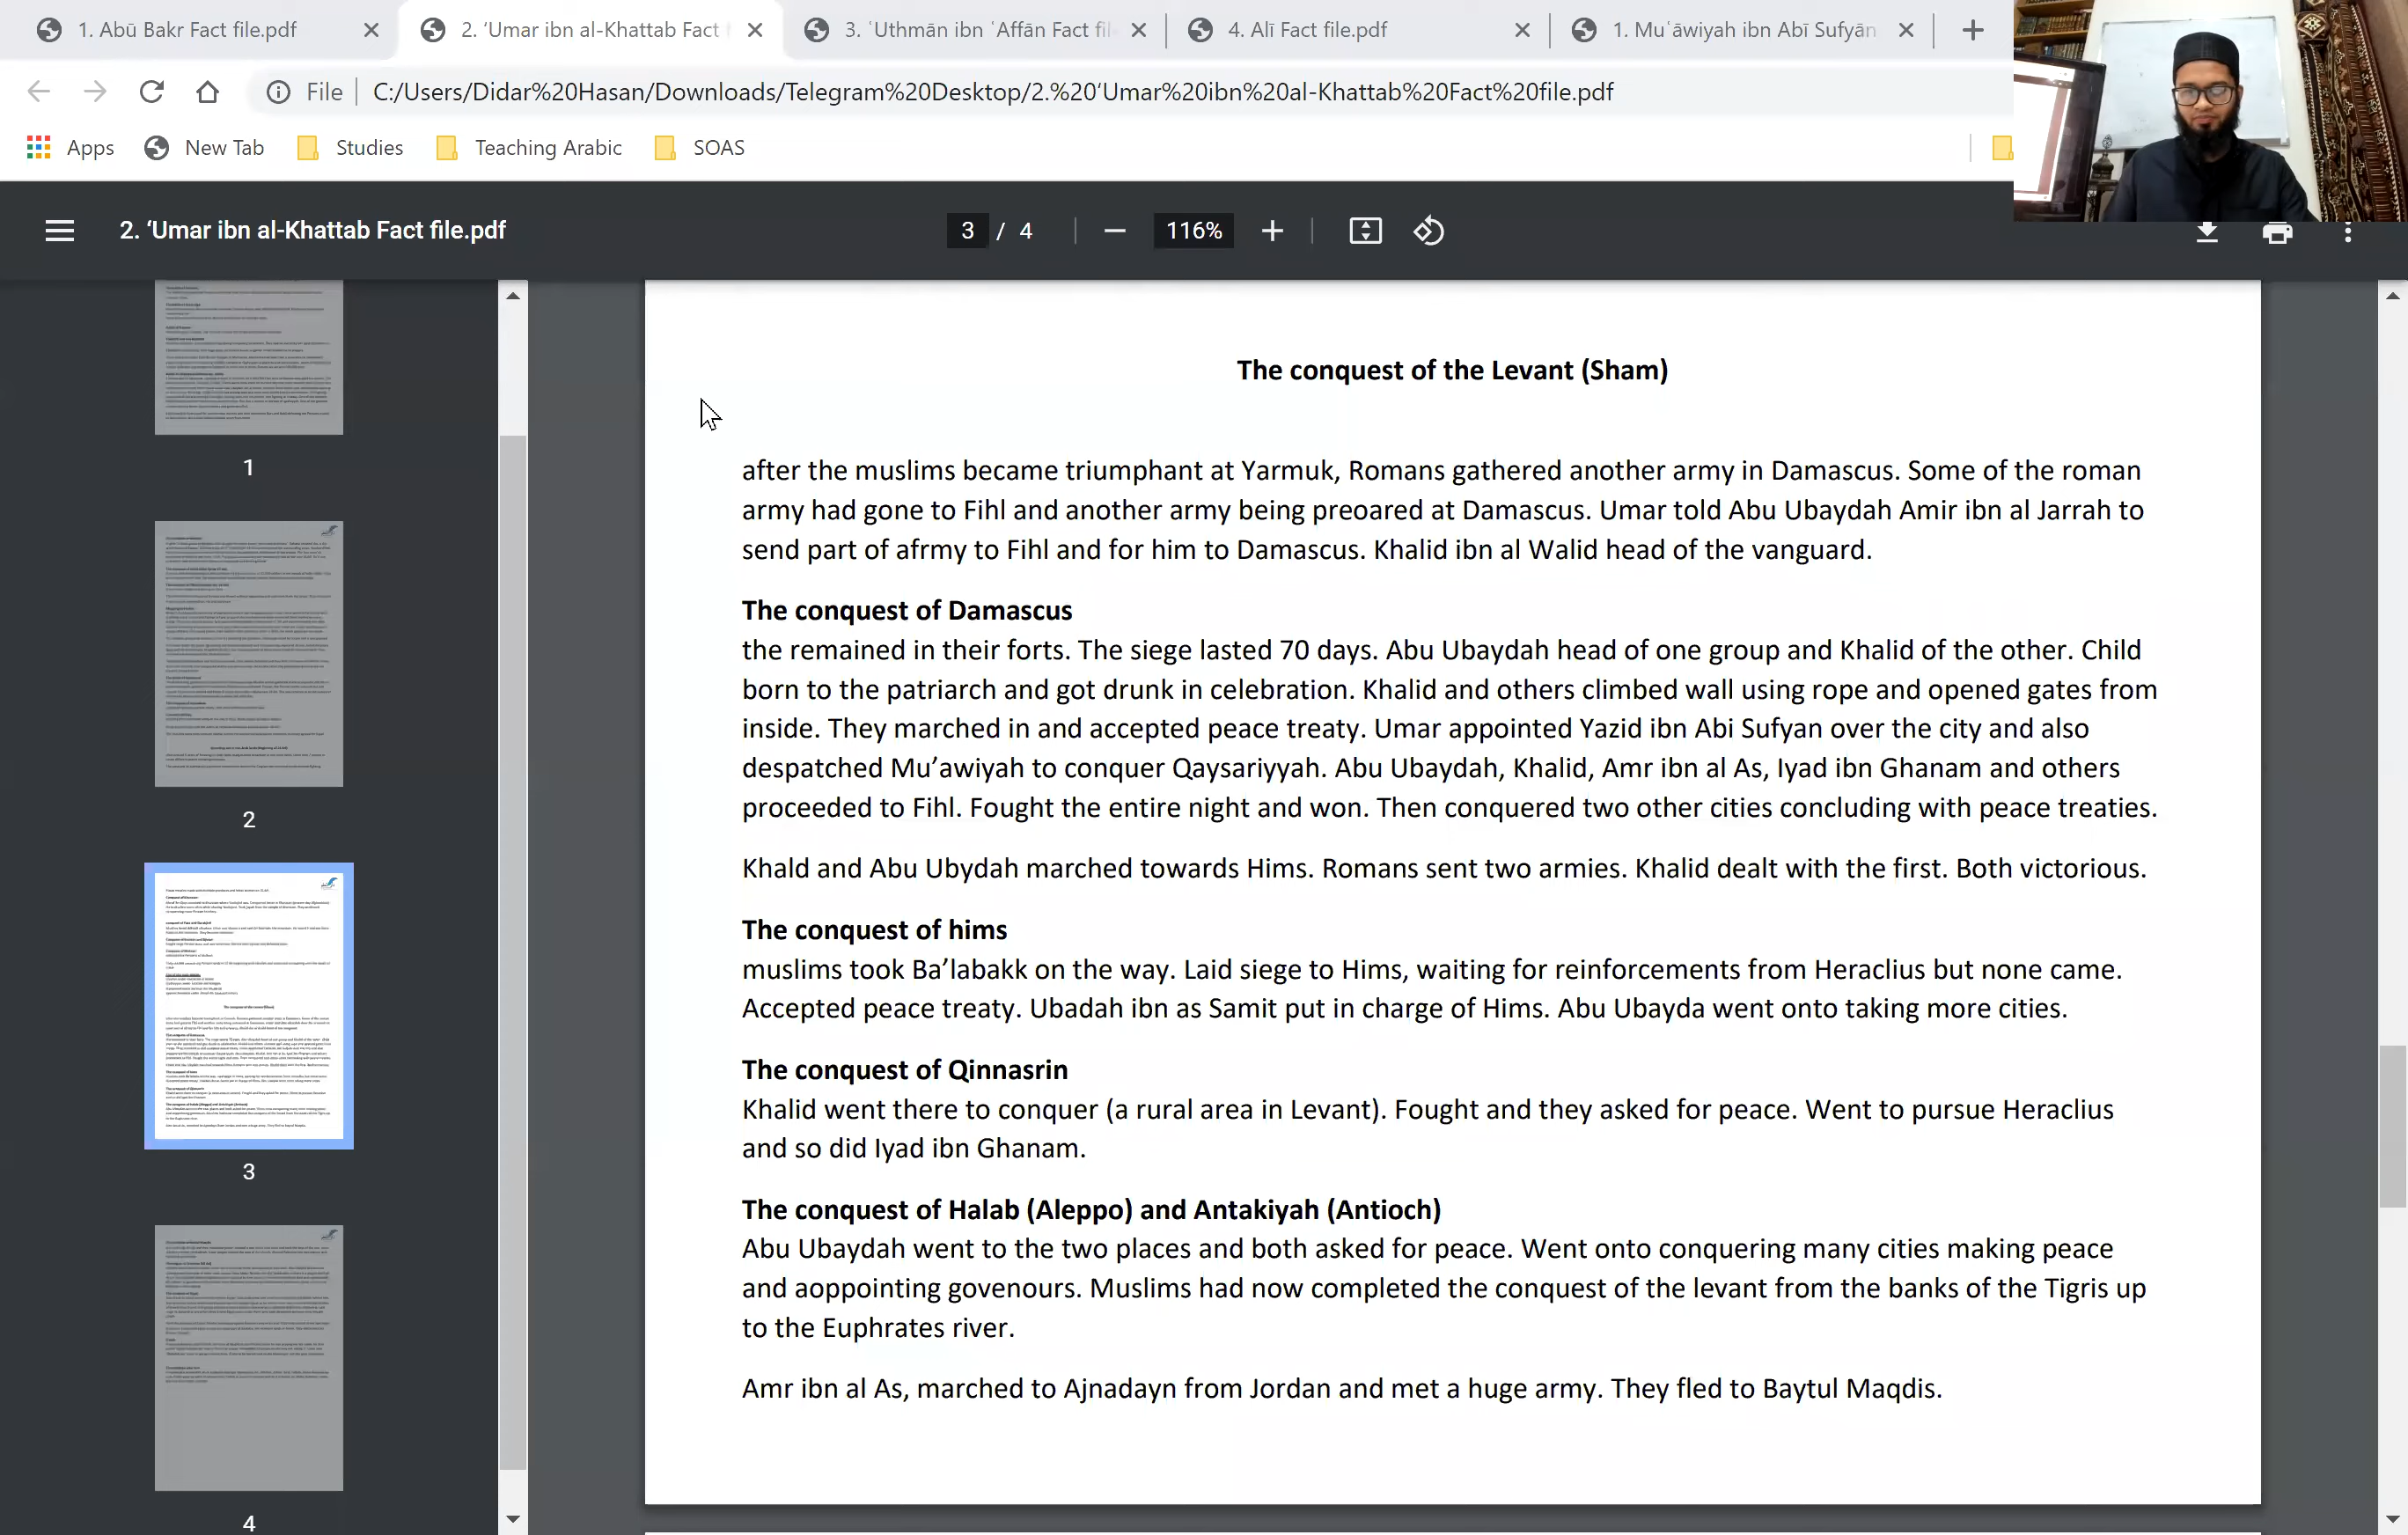 1. Abū Bakr Fact file.pdf
2. ‘Umar ibn al-Khattab Fact
3. ʿUthmān ibn ʿAffān Fact fil
4. Alī Fact file.pdf
1. Muʿāwiyah ibn Abī Sufyān
File
C:/Users/Didar%20Hasan/Downloads/Telegram%20Desktop/2.%20‘Umar%20ibn%20al-Khattab%20Fact%20file.pdf
Apps
New Tab
Studies
Teaching Arabic
SOAS
2. ‘Umar ibn al-Khattab Fact file.pdf
3 / 4
116%
1
2
3
4
The conquest of the Levant (Sham)
after the muslims became triumphant at Yarmuk, Romans gathered another army in Damascus. Some of the roman
army had gone to Fihl and another army being preoared at Damascus. Umar told Abu Ubaydah Amir ibn al Jarrah to
send part of afrmy to Fihl and for him to Damascus. Khalid ibn al Walid head of the vanguard.
The conquest of Damascus
the remained in their forts. The siege lasted 70 days. Abu Ubaydah head of one group and Khalid of the other. Child
born to the patriarch and got drunk in celebration. Khalid and others climbed wall using rope and opened gates from
inside. They marched in and accepted peace treaty. Umar appointed Yazid ibn Abi Sufyan over the city and also
despatched Mu’awiyah to conquer Qaysariyyah. Abu Ubaydah, Khalid, Amr ibn al As, Iyad ibn Ghanam and others
proceeded to Fihl. Fought the entire night and won. Then conquered two other cities concluding with peace treaties.
Khald and Abu Ubydah marched towards Hims. Romans sent two armies. Khalid dealt with the first. Both victorious.
The conquest of hims
muslims took Ba’labakk on the way. Laid siege to Hims, waiting for reinforcements from Heraclius but none came.
Accepted peace treaty. Ubadah ibn as Samit put in charge of Hims. Abu Ubayda went onto taking more cities.
The conquest of Qinnasrin
Khalid went there to conquer (a rural area in Levant). Fought and they asked for peace. Went to pursue Heraclius
and so did Iyad ibn Ghanam.
The conquest of Halab (Aleppo) and Antakiyah (Antioch)
Abu Ubaydah went to the two places and both asked for peace. Went onto conquering many cities making peace
and aoppointing govenours. Muslims had now completed the conquest of the levant from the banks of the Tigris up
to the Euphrates river.
Amr ibn al As, marched to Ajnadayn from Jordan and met a huge army. They fled to Baytul Maqdis.